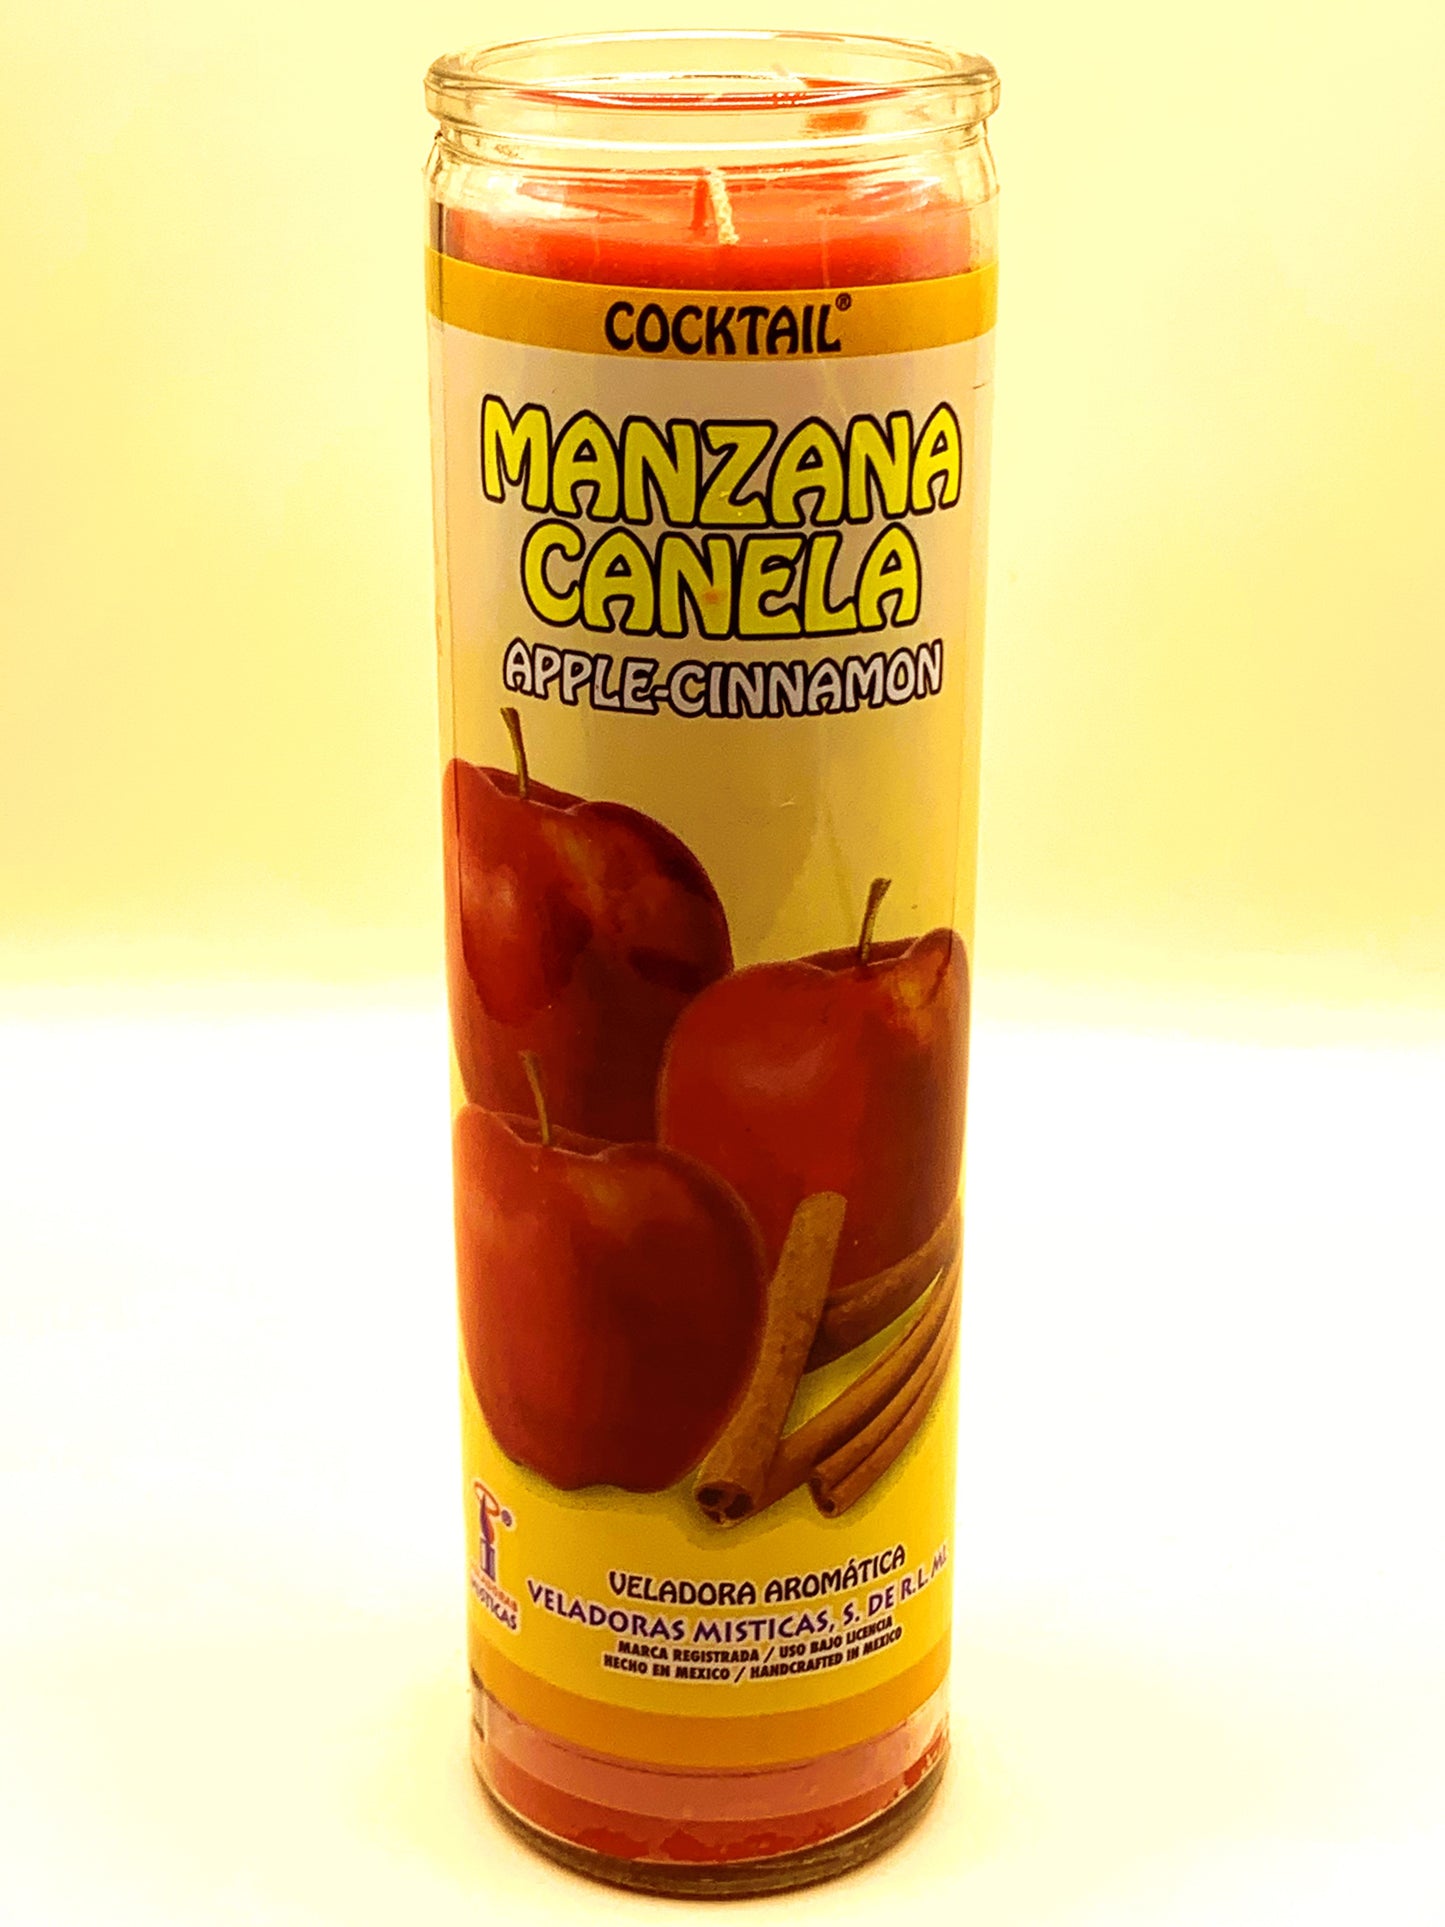 COCKTAIL®
MANZANA
CANELA
APPLE-CINNAMON
®
MISTICAS
VELADORA AROMÁTICA
VELADORAS MISTICAS, S. DE R.L. MI.
MARCA REGISTRADA / USO BAJO LICENCIA
HECHO EN MEXICO / HANDCRAFTED IN MEXICO